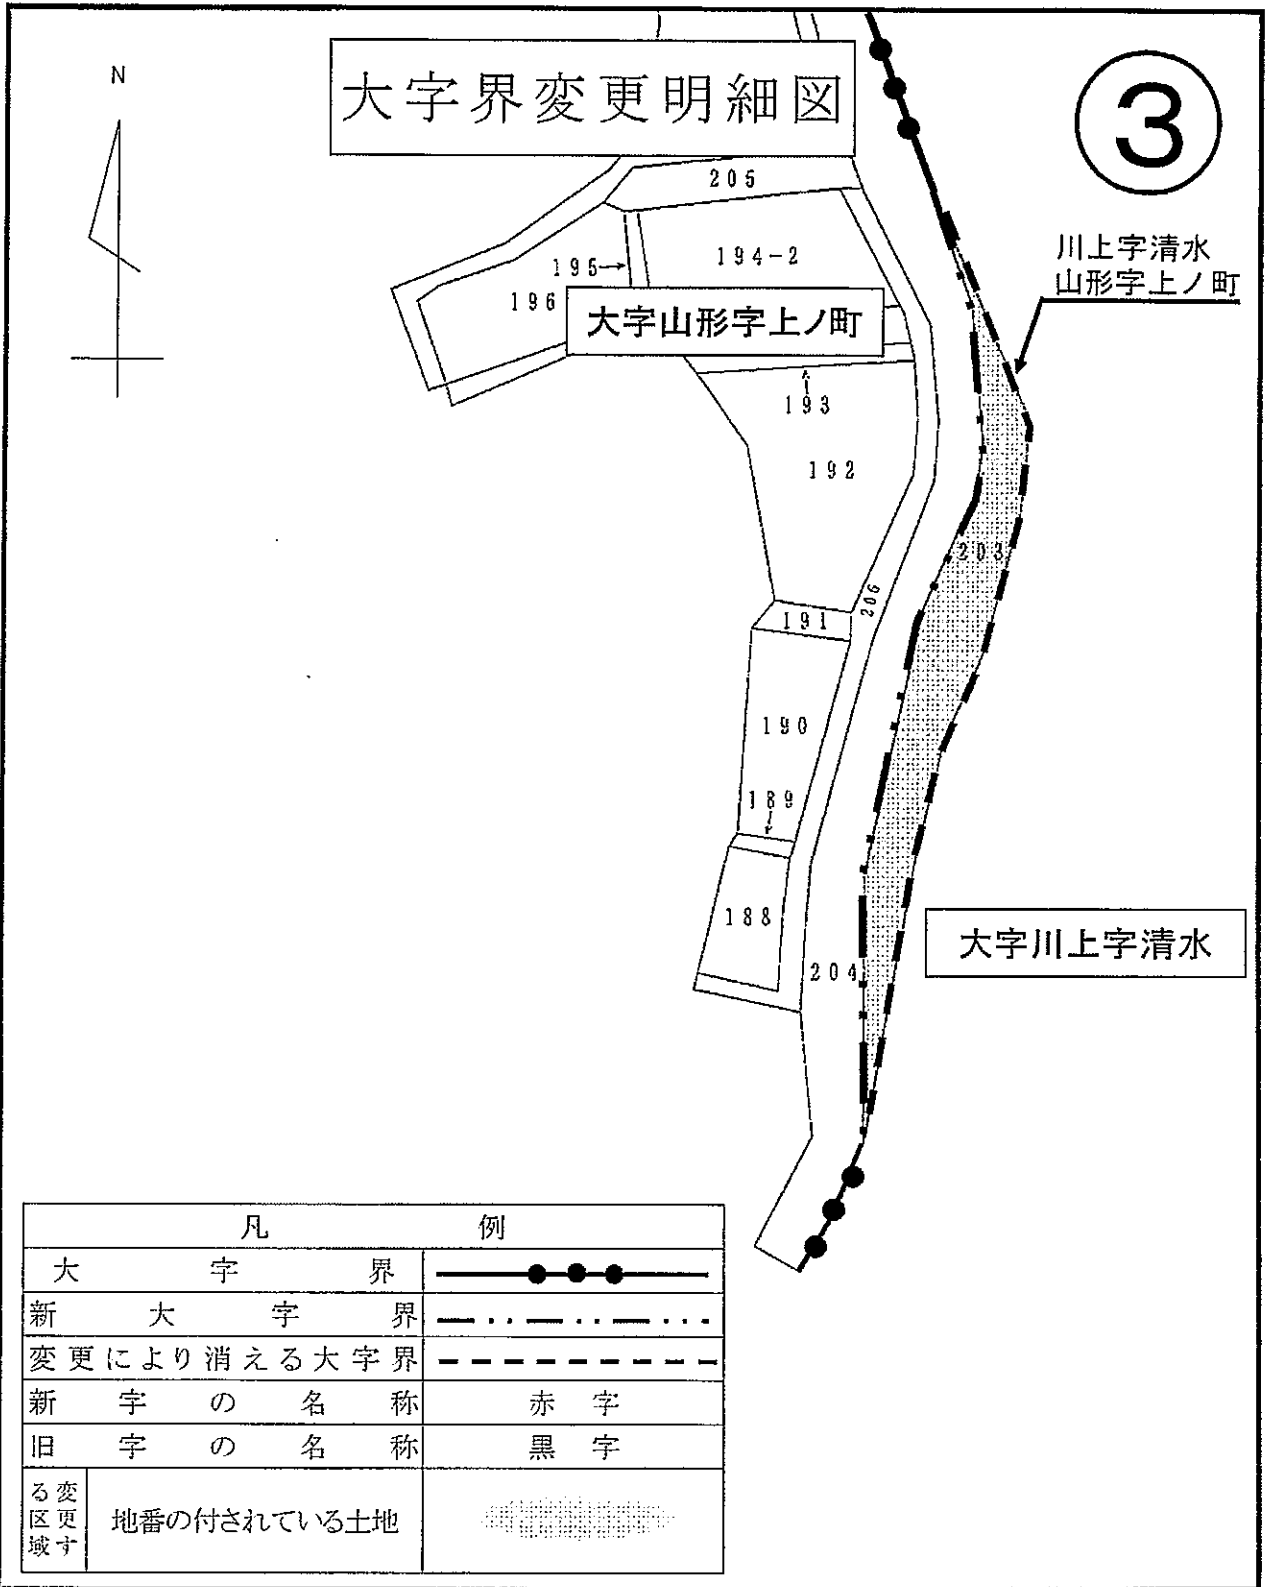 N
大字界変更明細図
③
205
川上字清水
山形字上ノ町
195
194-2
196
大字山形字上ノ町
193
192
203
206
191
190
189
188
大字川上字清水
204
凡例
大字界
新大字界
変更により消える大字界
新字の名称 赤字
旧字の名称 黒字
変更する区域 地番の付されている土地